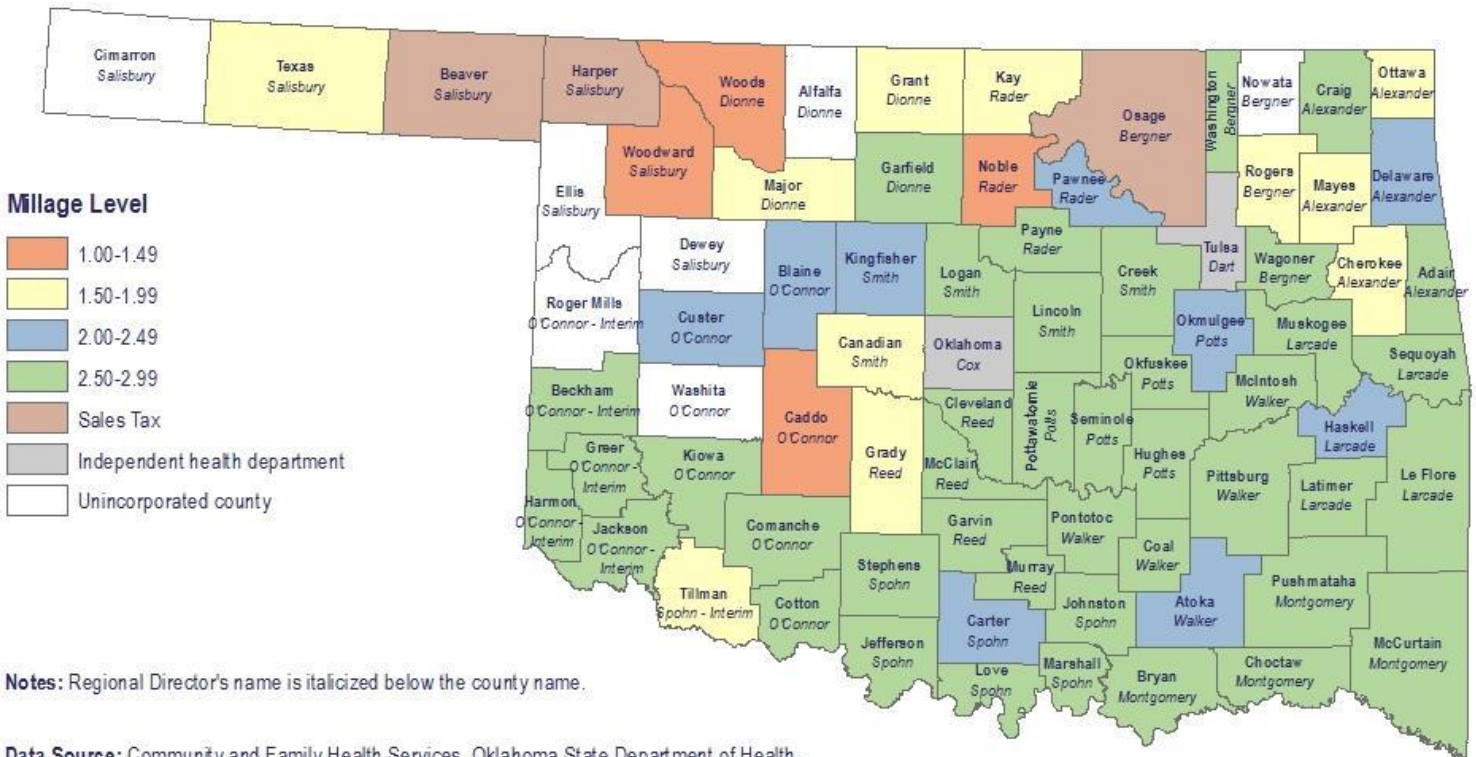 Cimarron
Salisbury
Texas
Salisbury
Beaver
Salisbury
Harper
Salisbury
Woods
Dionne
Alfalfa
Dionne
Grant
Dionne
Kay
Rader
Osage
Bergner
Washington
Bergner
Nowata
Bergner
Craig
Alexander
Ottawa
Alexander
Woodward
Salisbury
Ellis
Salisbury
Major
Dionne
Garfield
Dionne
Noble
Rader
Pawnee
Rader
Rogers
Bergner
Mayes
Alexander
Delaware
Alexander
Millage Level
1.00-1.49
1.50-1.99
2.00-2.49
2.50-2.99
Sales Tax
Independent health department
Unincorporated county
Dewey
Salisbury
Blaine
O'Connor
Kingfisher
Smith
Logan
Smith
Payne
Rader
Creek
Smith
Tulsa
Dart
Wagoner
Bergner
Cherokee
Alexander
Adair
Alexander
Roger Mills
O'Connor - Interim
Custer
O'Connor
Canadian
Smith
Oklahoma
Cox
Lincoln
Smith
Okmulgee
Potts
Muskogee
Larcade
Sequoyah
Larcade
Beckham
O'Connor - Interim
Washita
O'Connor
Caddo
O'Connor
Grady
Reed
Cleveland
Reed
McClain
Reed
Pottawatomie
Potts
Seminole
Potts
Okfuskee
Potts
McIntosh
Walker
Hughes
Potts
Pittsburg
Walker
Haskell
Larcade
Latimer
Larcade
Le Flore
Larcade
Greer
O'Connor -
Interim
Kiowa
O'Connor
Harmon
O'Connor -
Interim
Jackson
O'Connor -
Interim
Comanche
O'Connor
Tillman
Spohn - Interim
Cotton
O'Connor
Stephens
Spohn
Garvin
Reed
Murray
Reed
Pontotoc
Walker
Coal
Walker
Johnston
Spohn
Atoka
Walker
Pushmataha
Montgomery
McCurtain
Montgomery
Jefferson
Spohn
Carter
Spohn
Love
Spohn
Marshall
Spohn
Bryan
Montgomery
Choctaw
Montgomery
Notes: Regional Director's name is italicized below the county name.
Data Source: Community and Family Health Services, Oklahoma State Department of Health